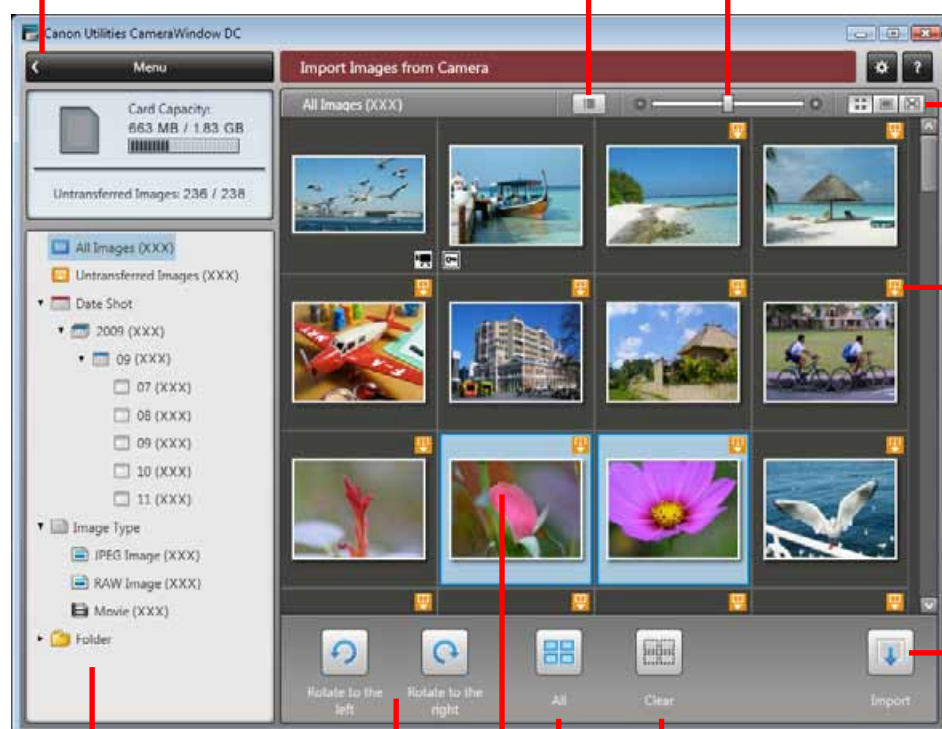 Canon Utilities CameraWindow DC
Menu
Import Images from Camera
?
Card Capacity:
663 MB / 1.83 GB
Untransferred Images: 236 / 238
All Images (XXX)
All Images (XXX)
Untransferred Images (XXX)
Date Shot
2009 (XXX)
09 (XXX)
07 (XXX)
08 (XXX)
09 (XXX)
10 (XXX)
11 (XXX)
Image Type
JPEG Image (XXX)
RAW Image (XXX)
Movie (XXX)
Folder
Rotate to the left
Rotate to the right
All
Clear
Import